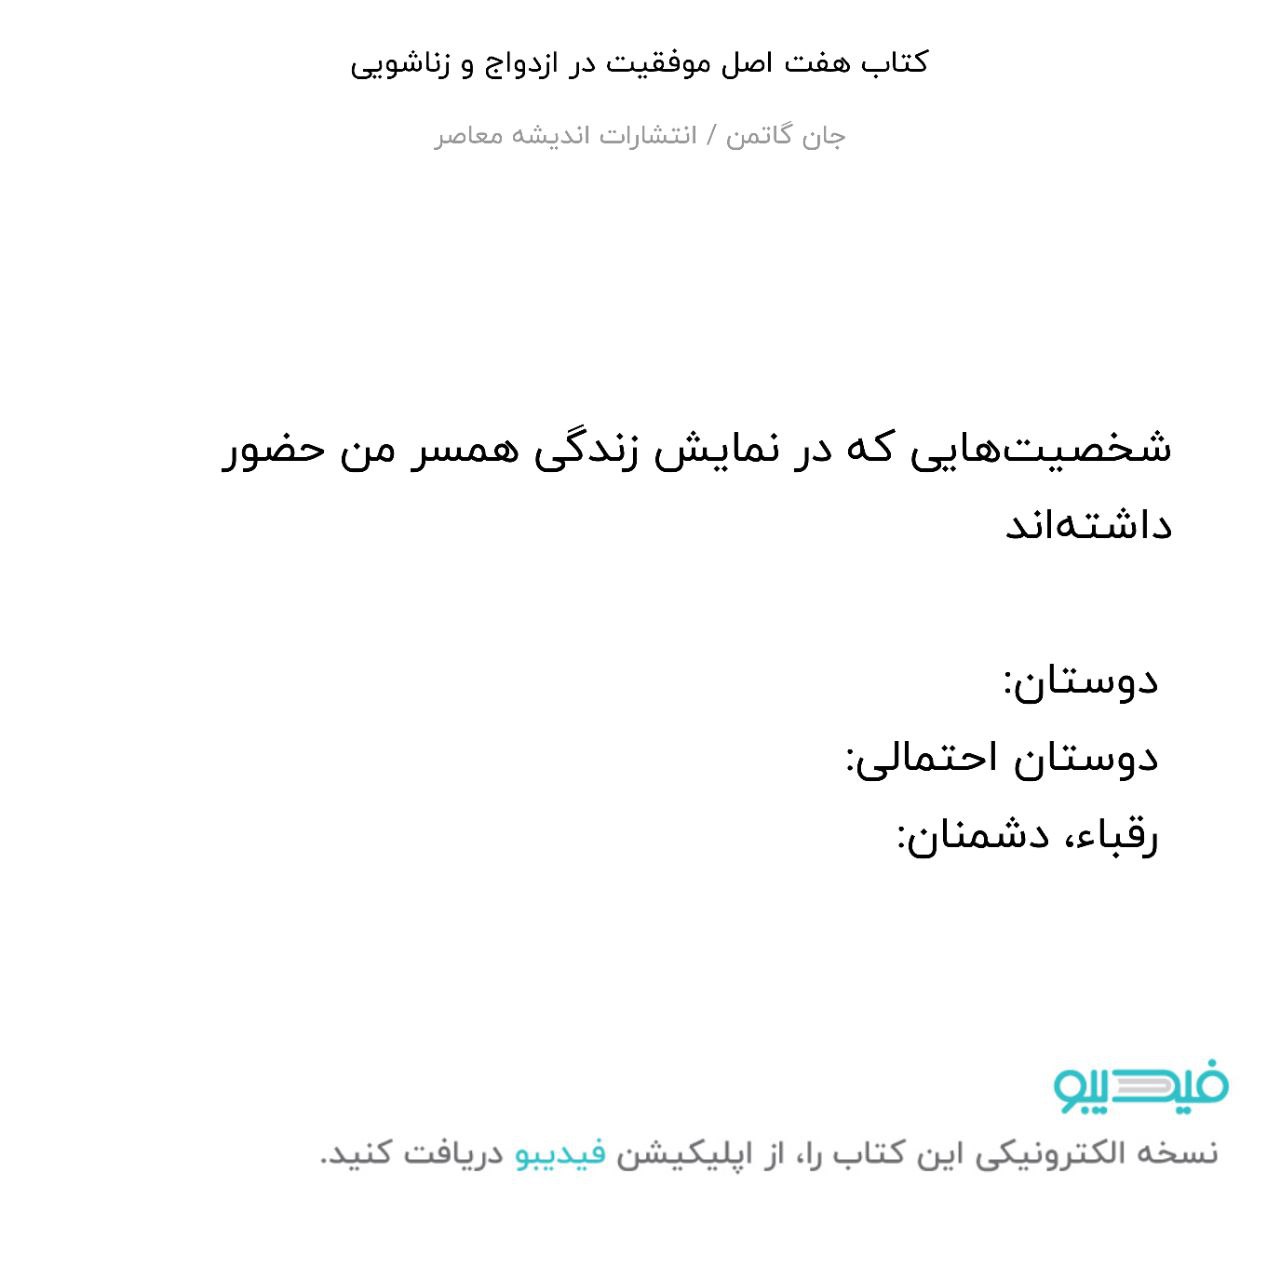 کتاب هفت اصل موفقیت در ازدواج و زناشویی
جان گاتمن / انتشارات اندیشه معاصر
شخصیت‌هایی که در نمایش زندگی همسر من حضور
داشته‌اند
دوستان:
دوستان احتمالی:
رقباء، دشمنان:
فیدیبو
نسخه الکترونیکی این کتاب را، از اپلیکیشن فیدیبو دریافت کنید.